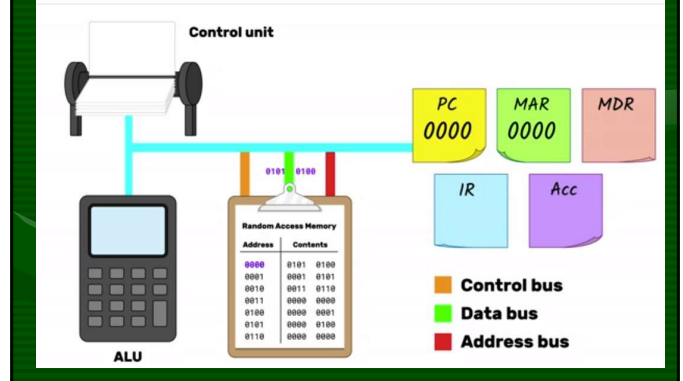 Control unit
PC
0000
MAR
0000
MDR
0101 0100
IR
Acc
Random Access Memory
Address Contents
0000 0101 0100
0001 0001 0101
0010 0011 0110
0011 0000 0000
0100 0000 0001
0101 0000 0100
0110 0000 0000
Control bus
Data bus
Address bus
ALU